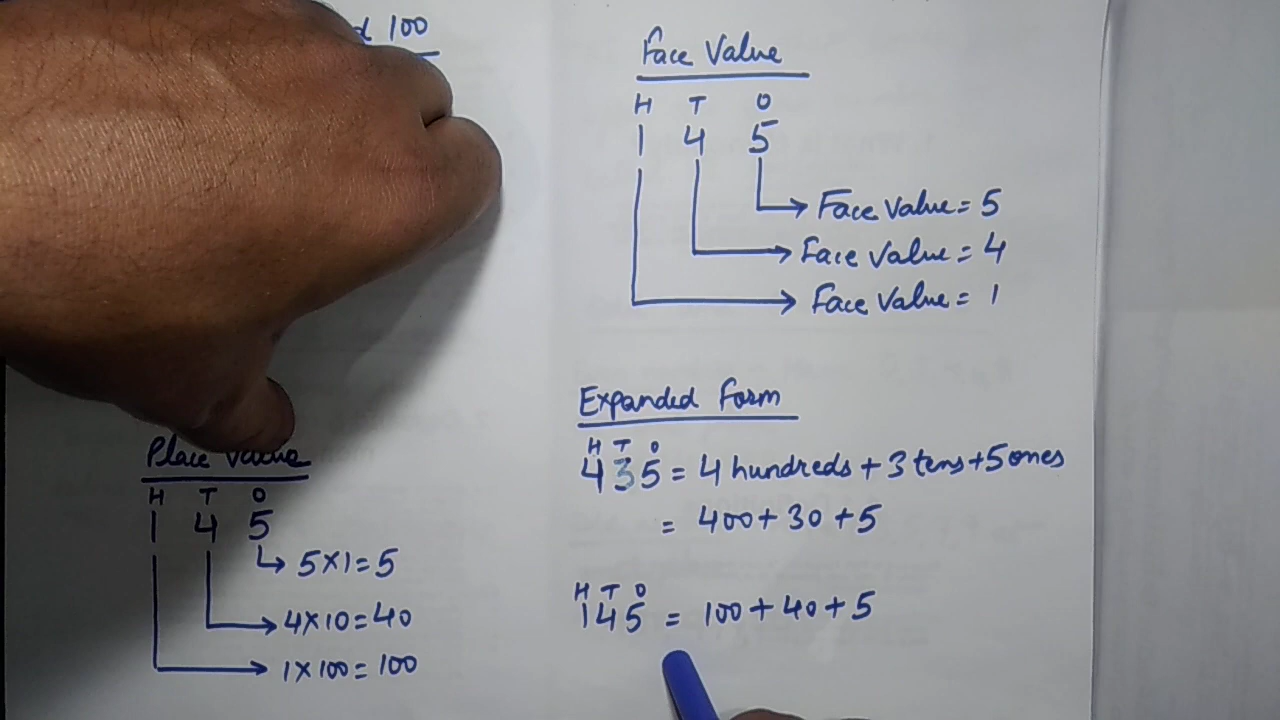 100
Place Value
H T O
1 4 5
5×1=5
4×10=40
1×100=100
Face Value
H T O
1 4 5
Face Value = 5
Face Value = 4
Face Value = 1
Expanded Form
H T O
435 = 4 hundreds + 3 tens + 5 ones
= 400 + 30 + 5
H T O
145 = 100 + 40 + 5